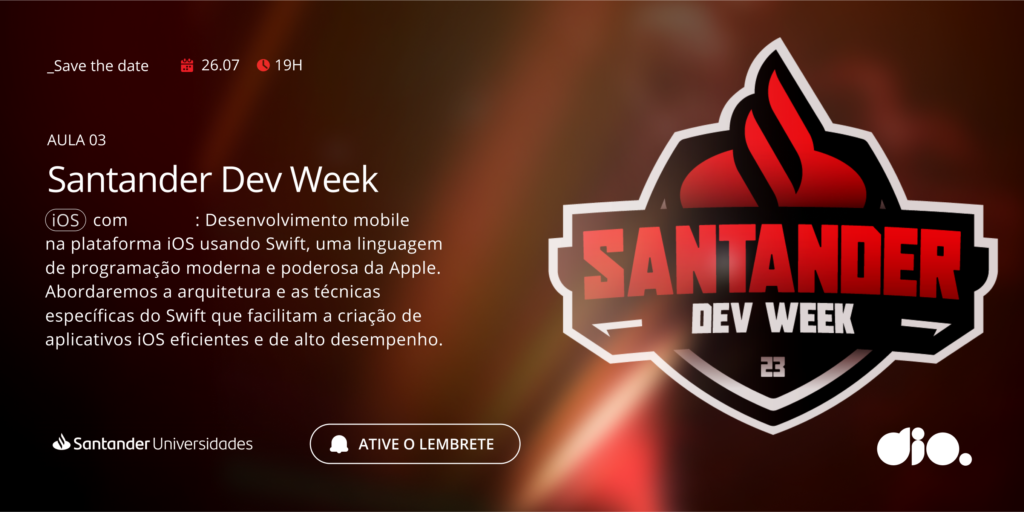 _Save the date 26.07 19H
AULA 03
Santander Dev Week
iOS com : Desenvolvimento mobile
na plataforma iOS usando Swift, uma linguagem
de programação moderna e poderosa da Apple.
Abordaremos a arquitetura e as técnicas
específicas do Swift que facilitam a criação de
aplicativos iOS eficientes e de alto desempenho.
Santander Universidades
ATIVE O LEMBRETE
SANTANDER
DEV WEEK
23
dio.